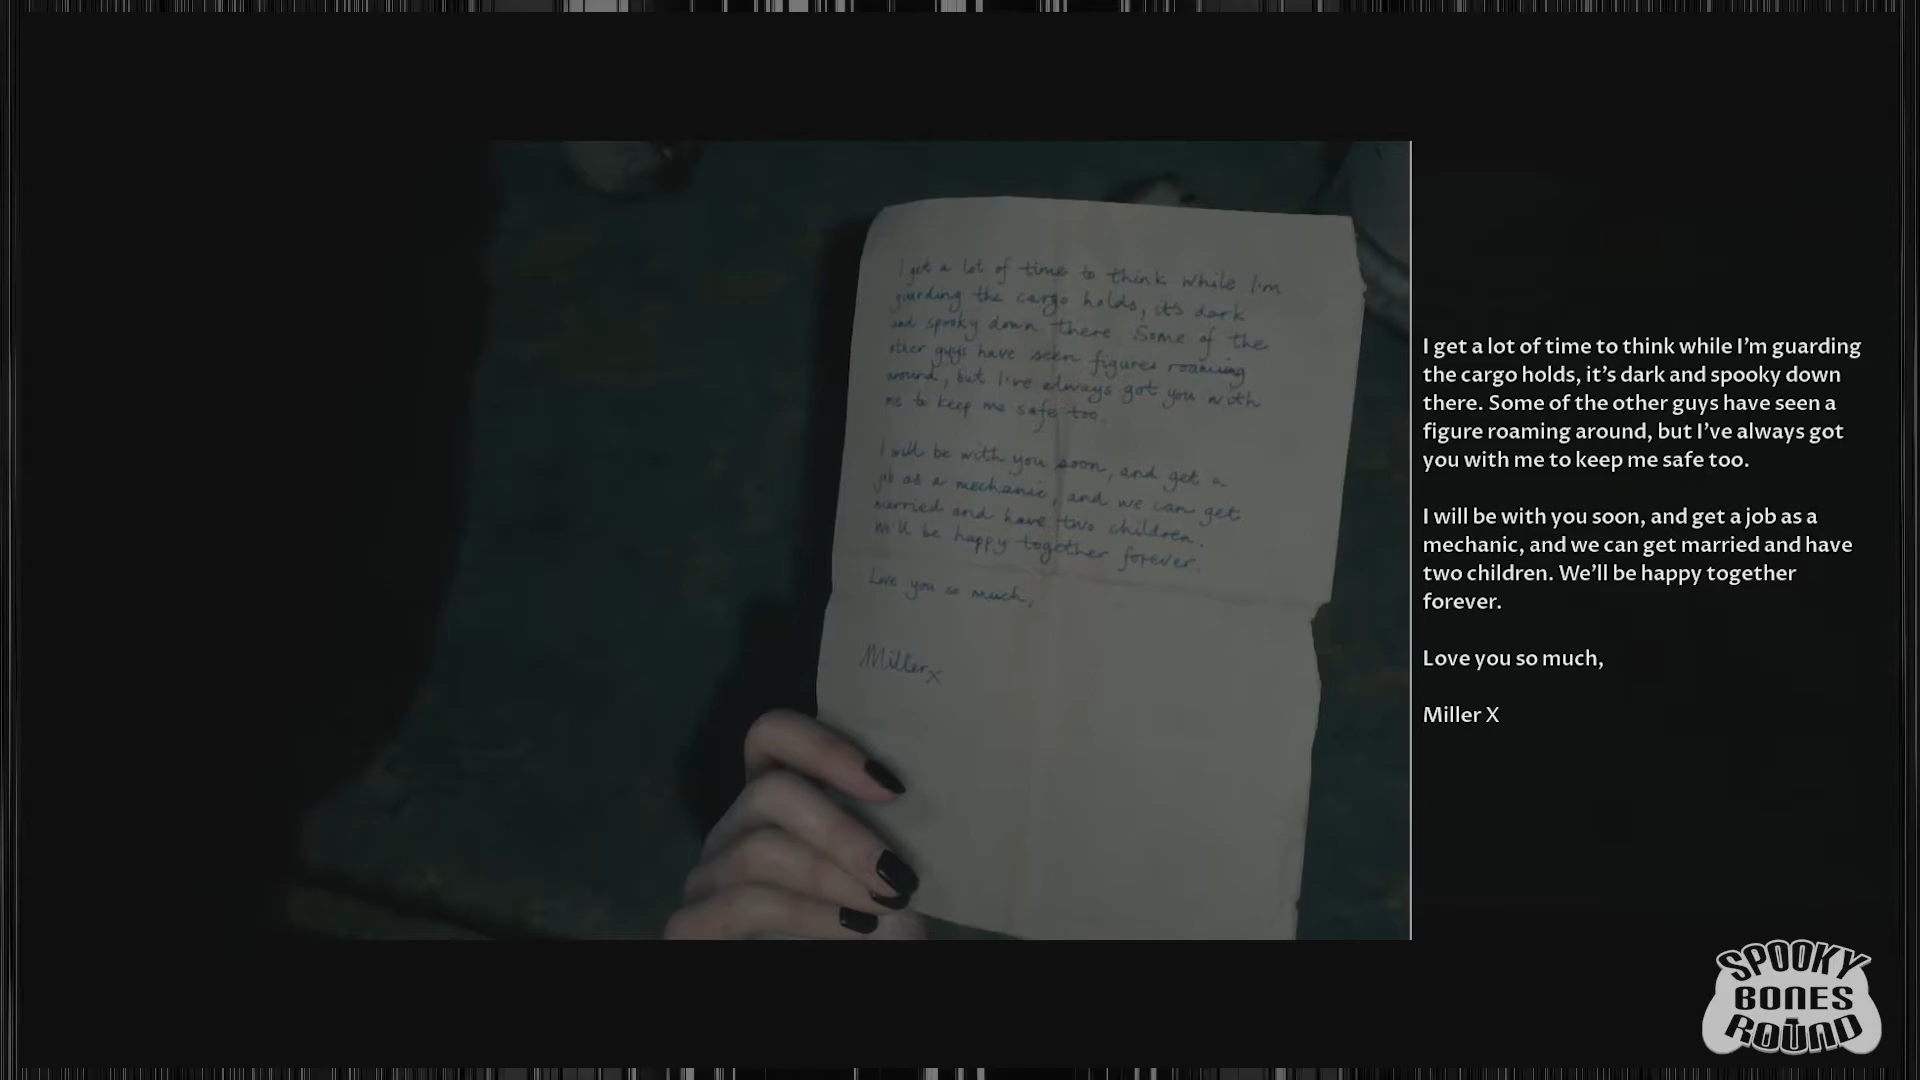 I get a lot of time to think while I'm
guarding the cargo holds, it's dark
and spooky down there. Some of the
other guys have seen figures roaming
around, but I've always got you with
me to keep me safe too.
I will be with you soon, and get a
job as a mechanic, and we can get
married and have two children.
We'll be happy together forever.
Love you so much,
Miller x
I get a lot of time to think while I'm guarding
the cargo holds, it's dark and spooky down
there. Some of the other guys have seen a
figure roaming around, but I've always got
you with me to keep me safe too.
I will be with you soon, and get a job as a
mechanic, and we can get married and have
two children. We'll be happy together
forever.
Love you so much,
Miller X
SPOOKY
BONES
ROUND